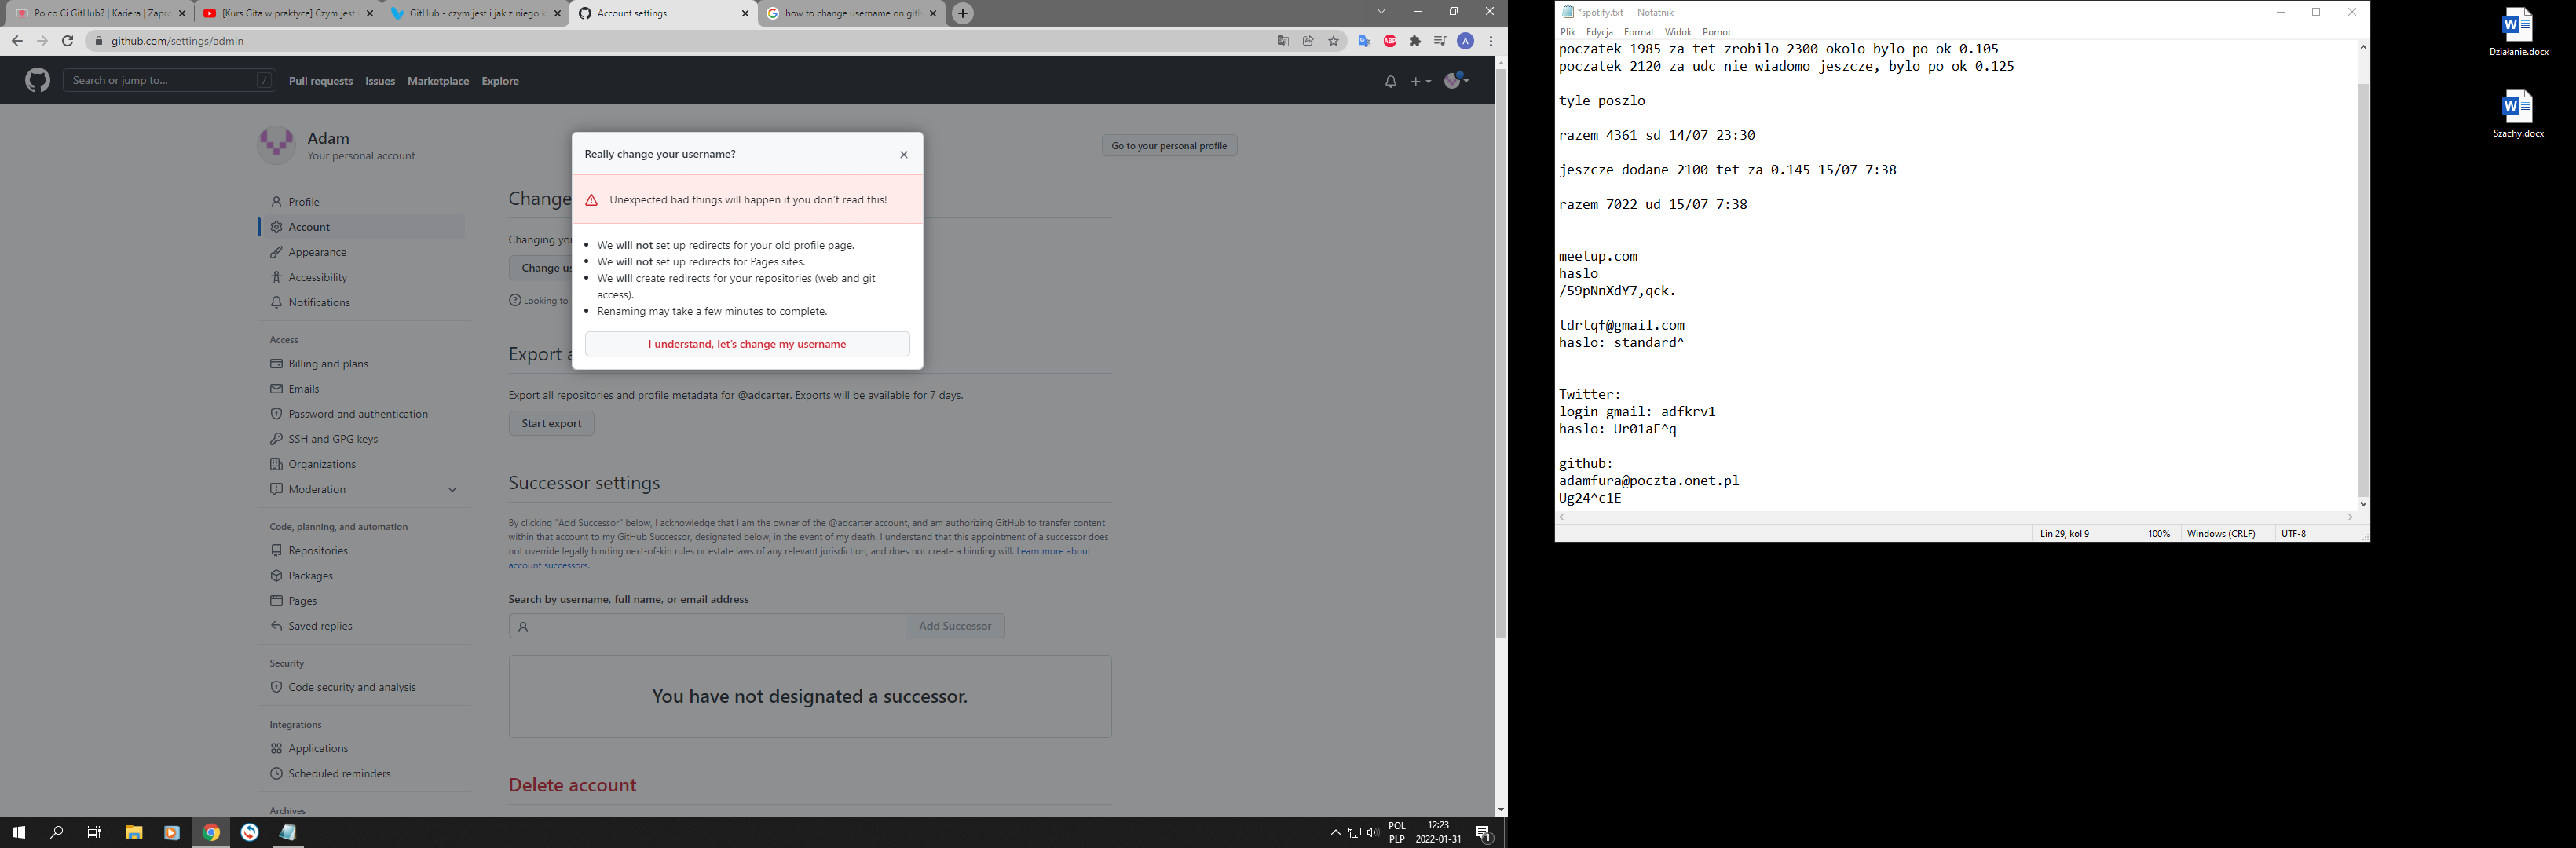 Po co Ci GitHub? | Kariera | Zapro
[Kurs Gita w praktyce] Czym jest
GitHub - czym jest i jak z niego k
Account settings
how to change username on gith
github.com/settings/admin
ABP
A
Search or jump to...
/
Pull requests
Issues
Marketplace
Explore
Adam
Your personal account
Go to your personal profile
Profile
Account
Appearance
Accessibility
Notifications
Access
Billing and plans
Emails
Password and authentication
SSH and GPG keys
Organizations
Moderation
Code, planning, and automation
Repositories
Packages
Pages
Saved replies
Security
Code security and analysis
Integrations
Applications
Scheduled reminders
Archives
Change
Changing you
Change us
Looking to
Really change your username?
Unexpected bad things will happen if you don't read this!
We will not set up redirects for your old profile page.
We will not set up redirects for Pages sites.
We will create redirects for your repositories (web and git
access).
Renaming may take a few minutes to complete.
I understand, let's change my username
Export a
Export all repositories and profile metadata for @adcarter. Exports will be available for 7 days.
Start export
Successor settings
By clicking "Add Successor" below, I acknowledge that I am the owner of the @adcarter account, and am authorizing GitHub to transfer content
within that account to my GitHub Successor, designated below, in the event of my death. I understand that this appointment of a successor does
not override legally binding next-of-kin rules or estate laws of any relevant jurisdiction, and does not create a binding will. Learn more about
account successors.
Search by username, full name, or email address
Add Successor
You have not designated a successor.
Delete account
POL
PLP
12:23
2022-01-31
1
*spotify.txt — Notatnik
Plik Edycja Format Widok Pomoc
poczatek 1985 za tet zrobilo 2300 okolo bylo po ok 0.105
poczatek 2120 za udc nie wiadomo jeszcze, bylo po ok 0.125
tyle poszlo
razem 4361 sd 14/07 23:30
jeszcze dodane 2100 tet za 0.145 15/07 7:38
razem 7022 ud 15/07 7:38
meetup.com
haslo
/59pNnXdY7,qck.
tdrtqf@gmail.com
haslo: standard^
Twitter:
login gmail: adfkrv1
haslo: Ur01aF^q
github:
adamfura@poczta.onet.pl
Ug24^c1E
Lin 29, kol 9
100%
Windows (CRLF)
UTF-8
Działanie.docx
Szachy.docx